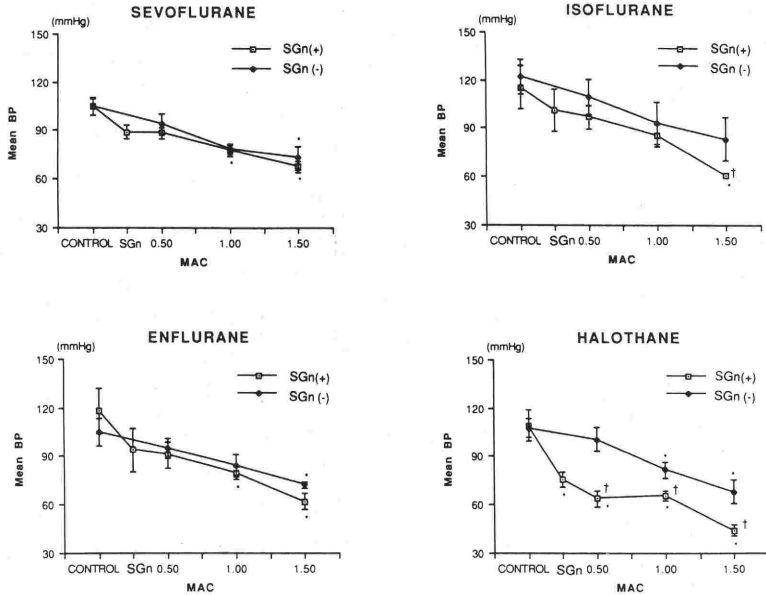 SEVOFLURANE
(mmHg)
SGn(+)
SGn (-)
150
120
90
60
30
Mean BP
CONTROL SGn 0.50 1.00 1.50
MAC
ISOFLURANE
(mmHg)
SGn(+)
SGn (-)
150
120
90
60
30
Mean BP
†
CONTROL SGn 0.50 1.00 1.50
MAC
ENFLURANE
(mmHg)
SGn(+)
SGn (-)
150
120
90
60
30
Mean BP
CONTROL SGn 0.50 1.00 1.50
MAC
HALOTHANE
(mmHg)
SGn(+)
SGn (-)
150
120
90
60
30
Mean BP
† † †
CONTROL SGn 0.50 1.00 1.50
MAC